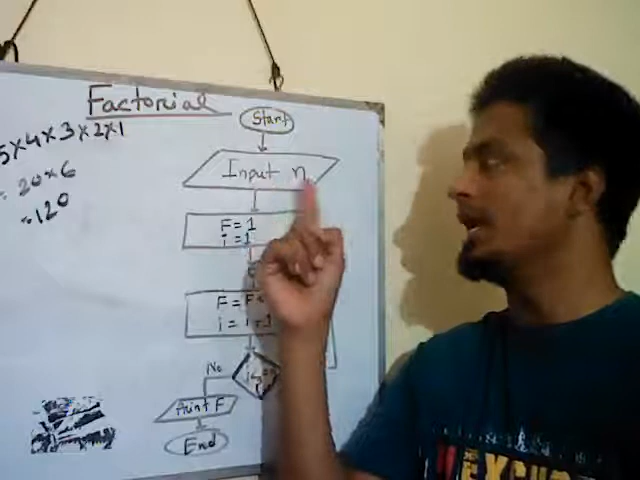 Factorial
5×4×3×2×1
= 20×6
=120
Start
Input n
F=1
i=1
F=F
i=i+1
No
Print F
End